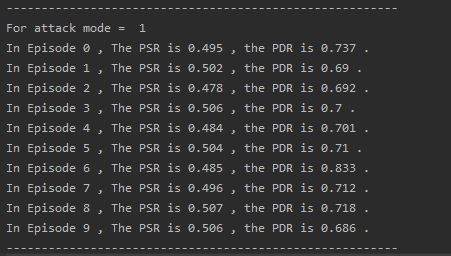 ------------------------------------------------------
For attack mode =  1
In Episode 0 , The PSR is 0.495 , the PDR is 0.737 .
In Episode 1 , The PSR is 0.502 , the PDR is 0.69 .
In Episode 2 , The PSR is 0.478 , the PDR is 0.692 .
In Episode 3 , The PSR is 0.506 , the PDR is 0.7 .
In Episode 4 , The PSR is 0.484 , the PDR is 0.701 .
In Episode 5 , The PSR is 0.504 , the PDR is 0.71 .
In Episode 6 , The PSR is 0.485 , the PDR is 0.833 .
In Episode 7 , The PSR is 0.496 , the PDR is 0.712 .
In Episode 8 , The PSR is 0.507 , the PDR is 0.718 .
In Episode 9 , The PSR is 0.506 , the PDR is 0.686 .
------------------------------------------------------